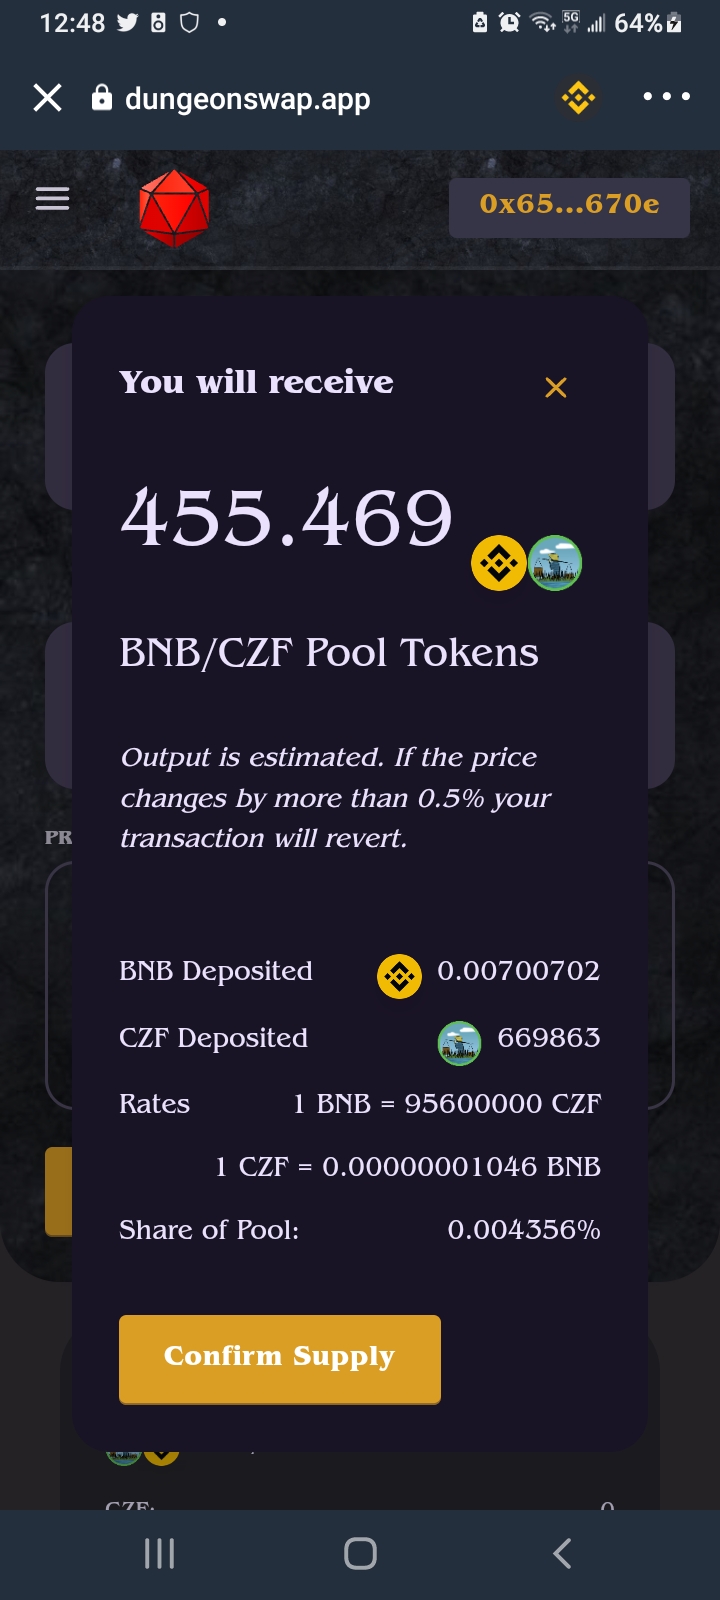 12:48
5G
64%
dungeonswap.app
0x65...670e
You will receive
455.469
BNB/CZF Pool Tokens
Output is estimated. If the price
changes by more than 0.5% your
transaction will revert.
PR
BNB Deposited 0.00700702
CZF Deposited 669863
Rates 1 BNB = 95600000 CZF
1 CZF = 0.00000001046 BNB
Share of Pool: 0.004356%
Confirm Supply
CZF: 0